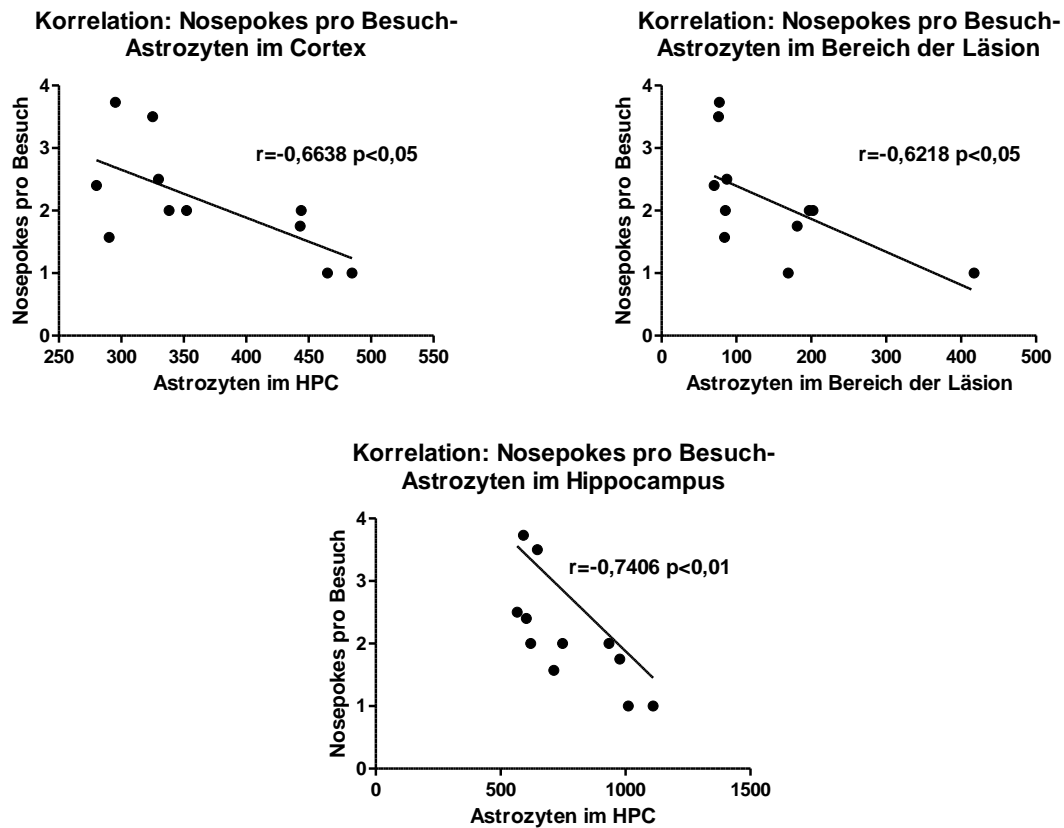 Korrelation: Nosepokes pro Besuch-
Astrozyten im Cortex
Nosepokes pro Besuch
4
3
2
1
0
r=-0,6638 p<0,05
250 300 350 400 450 500 550
Astrozyten im HPC
Korrelation: Nosepokes pro Besuch-
Astrozyten im Bereich der Läsion
Nosepokes pro Besuch
4
3
2
1
0
r=-0,6218 p<0,05
0 100 200 300 400 500
Astrozyten im Bereich der Läsion
Korrelation: Nosepokes pro Besuch-
Astrozyten im Hippocampus
Nosepokes pro Besuch
4
3
2
1
0
r=-0,7406 p<0,01
0 500 1000 1500
Astrozyten im HPC